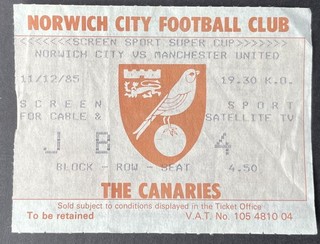 NORWICH CITY FOOTBALL CLUB
<<<<<SCREEN SPORT SUPER CUP>>>>>
NORWICH CITY VS MANCHESTER UNITED
11/12/85 19.30 K.O.
SCREEN SPORT
FOR CABLE & SATELLITE TV
J B 4
BLOCK - ROW - SEAT 4.50
THE CANARIES
Sold subject to conditions displayed in the Ticket Office
To be retained V.A.T. No. 105 4810 04